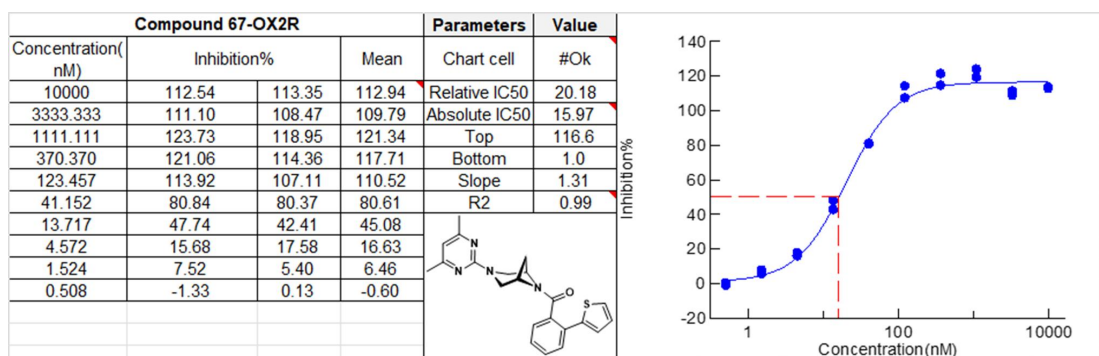 Compound 67-OX2R Parameters Value
Concentration(nM) Inhibition% Mean Chart cell #Ok
10000 112.54 113.35 112.94 Relative IC50 20.18
3333.333 111.10 108.47 109.79 Absolute IC50 15.97
1111.111 123.73 118.95 121.34 Top 116.6
370.370 121.06 114.36 117.71 Bottom 1.0
123.457 113.92 107.11 110.52 Slope 1.31
41.152 80.84 80.37 80.61 R2 0.99
13.717 47.74 42.41 45.08
4.572 15.68 17.58 16.63
1.524 7.52 5.40 6.46
0.508 -1.33 0.13 -0.60
N
N
N
N
O
S
Inhibition%
140
120
100
80
60
40
20
0
-20
1 100 10000
Concentration(nM)